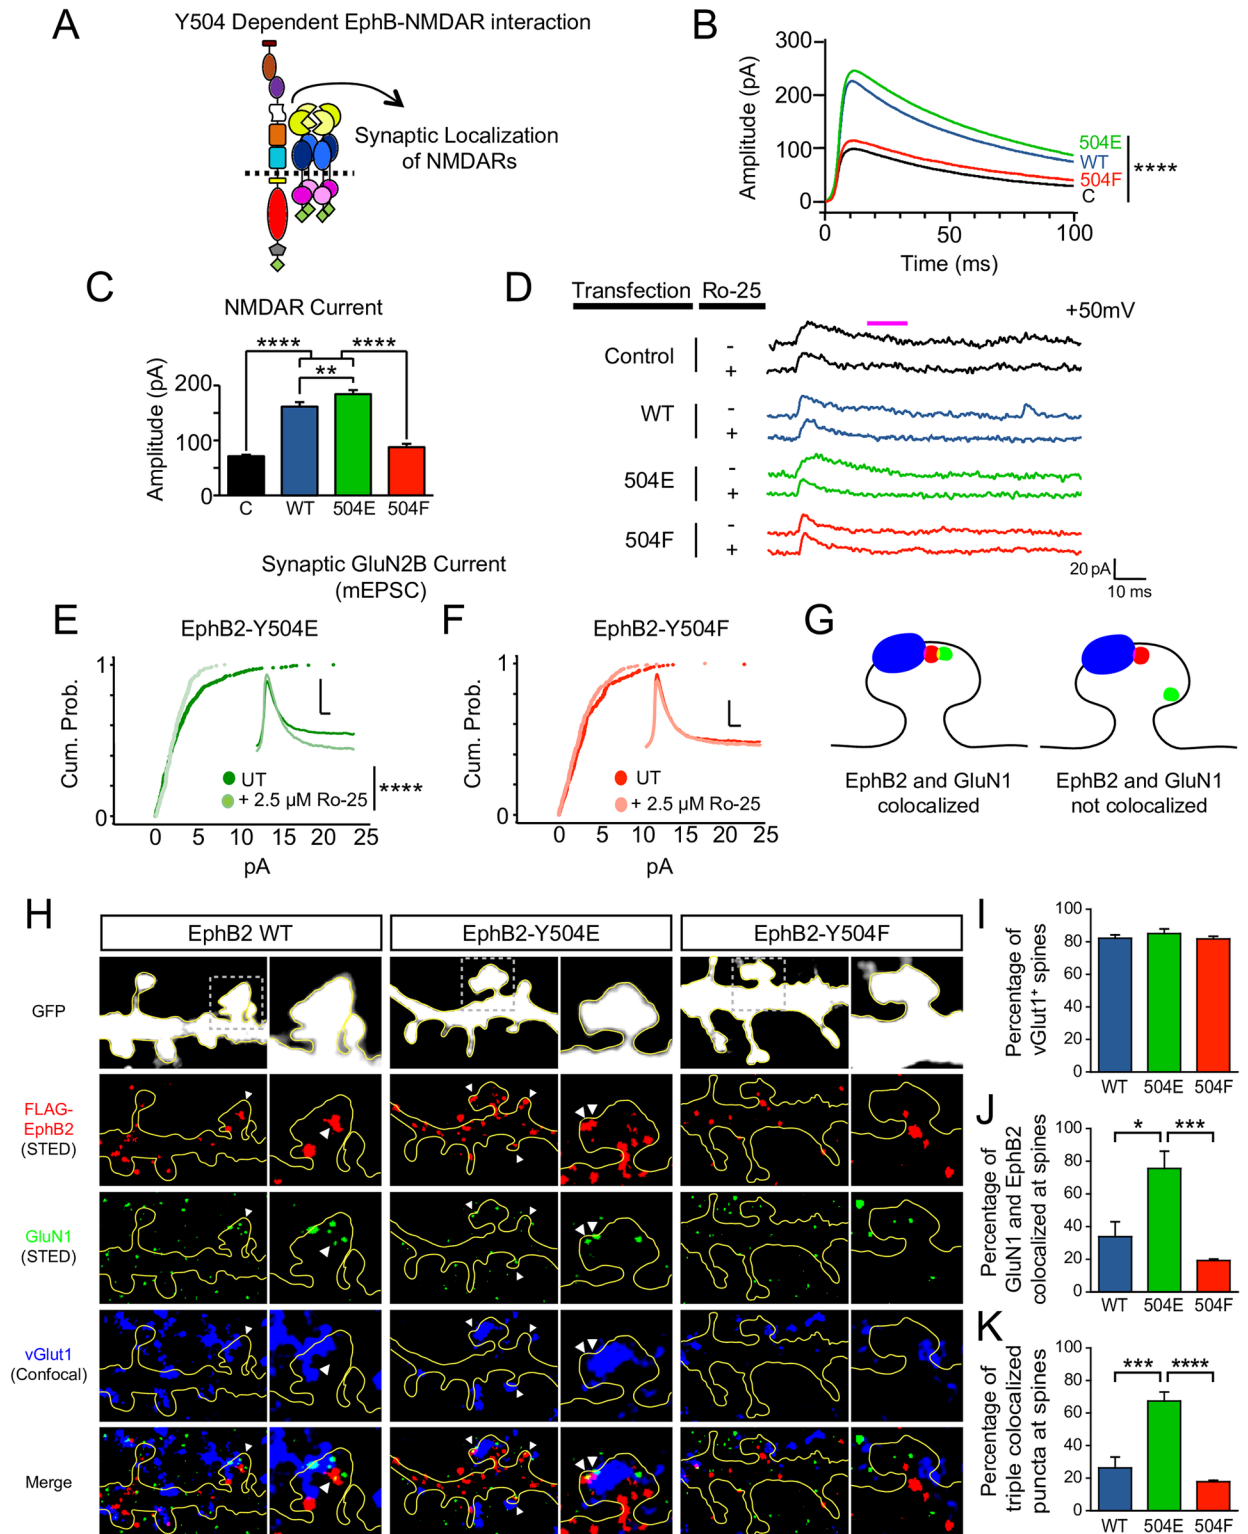 A
Y504 Dependent EphB-NMDAR interaction
Synaptic Localization
of NMDARs
B
Amplitude (pA)
300
200
100
0
504E
WT
504F
C
****
0
50
100
Time (ms)
C
NMDAR Current
****
****
**
Amplitude (pA)
200
100
0
C
WT
504E
504F
D
Transfection
Ro-25
+50mV
Control
-
+
WT
-
+
504E
-
+
504F
-
+
20 pA
10 ms
Synaptic GluN2B Current
(mEPSC)
E
EphB2-Y504E
Cum. Prob.
1
0
UT
+ 2.5 µM Ro-25
****
0 5 10 15 20 25
pA
F
EphB2-Y504F
Cum. Prob.
1
0
UT
+ 2.5 µM Ro-25
0 5 10 15 20 25
pA
G
EphB2 and GluN1
colocalized
EphB2 and GluN1
not colocalized
H
EphB2 WT
EphB2-Y504E
EphB2-Y504F
GFP
FLAG-
EphB2
(STED)
GluN1
(STED)
vGlut1
(Confocal)
Merge
I
Percentage of
vGlut1+ spines
100
80
60
40
20
0
WT
504E
504F
J
Percentage of
GluN1 and EphB2
colocalized at spines
100
80
60
40
20
0
*
***
WT
504E
504F
K
Percentage of
triple colocalized
puncta at spines
100
80
60
40
20
0
***
****
WT
504E
504F